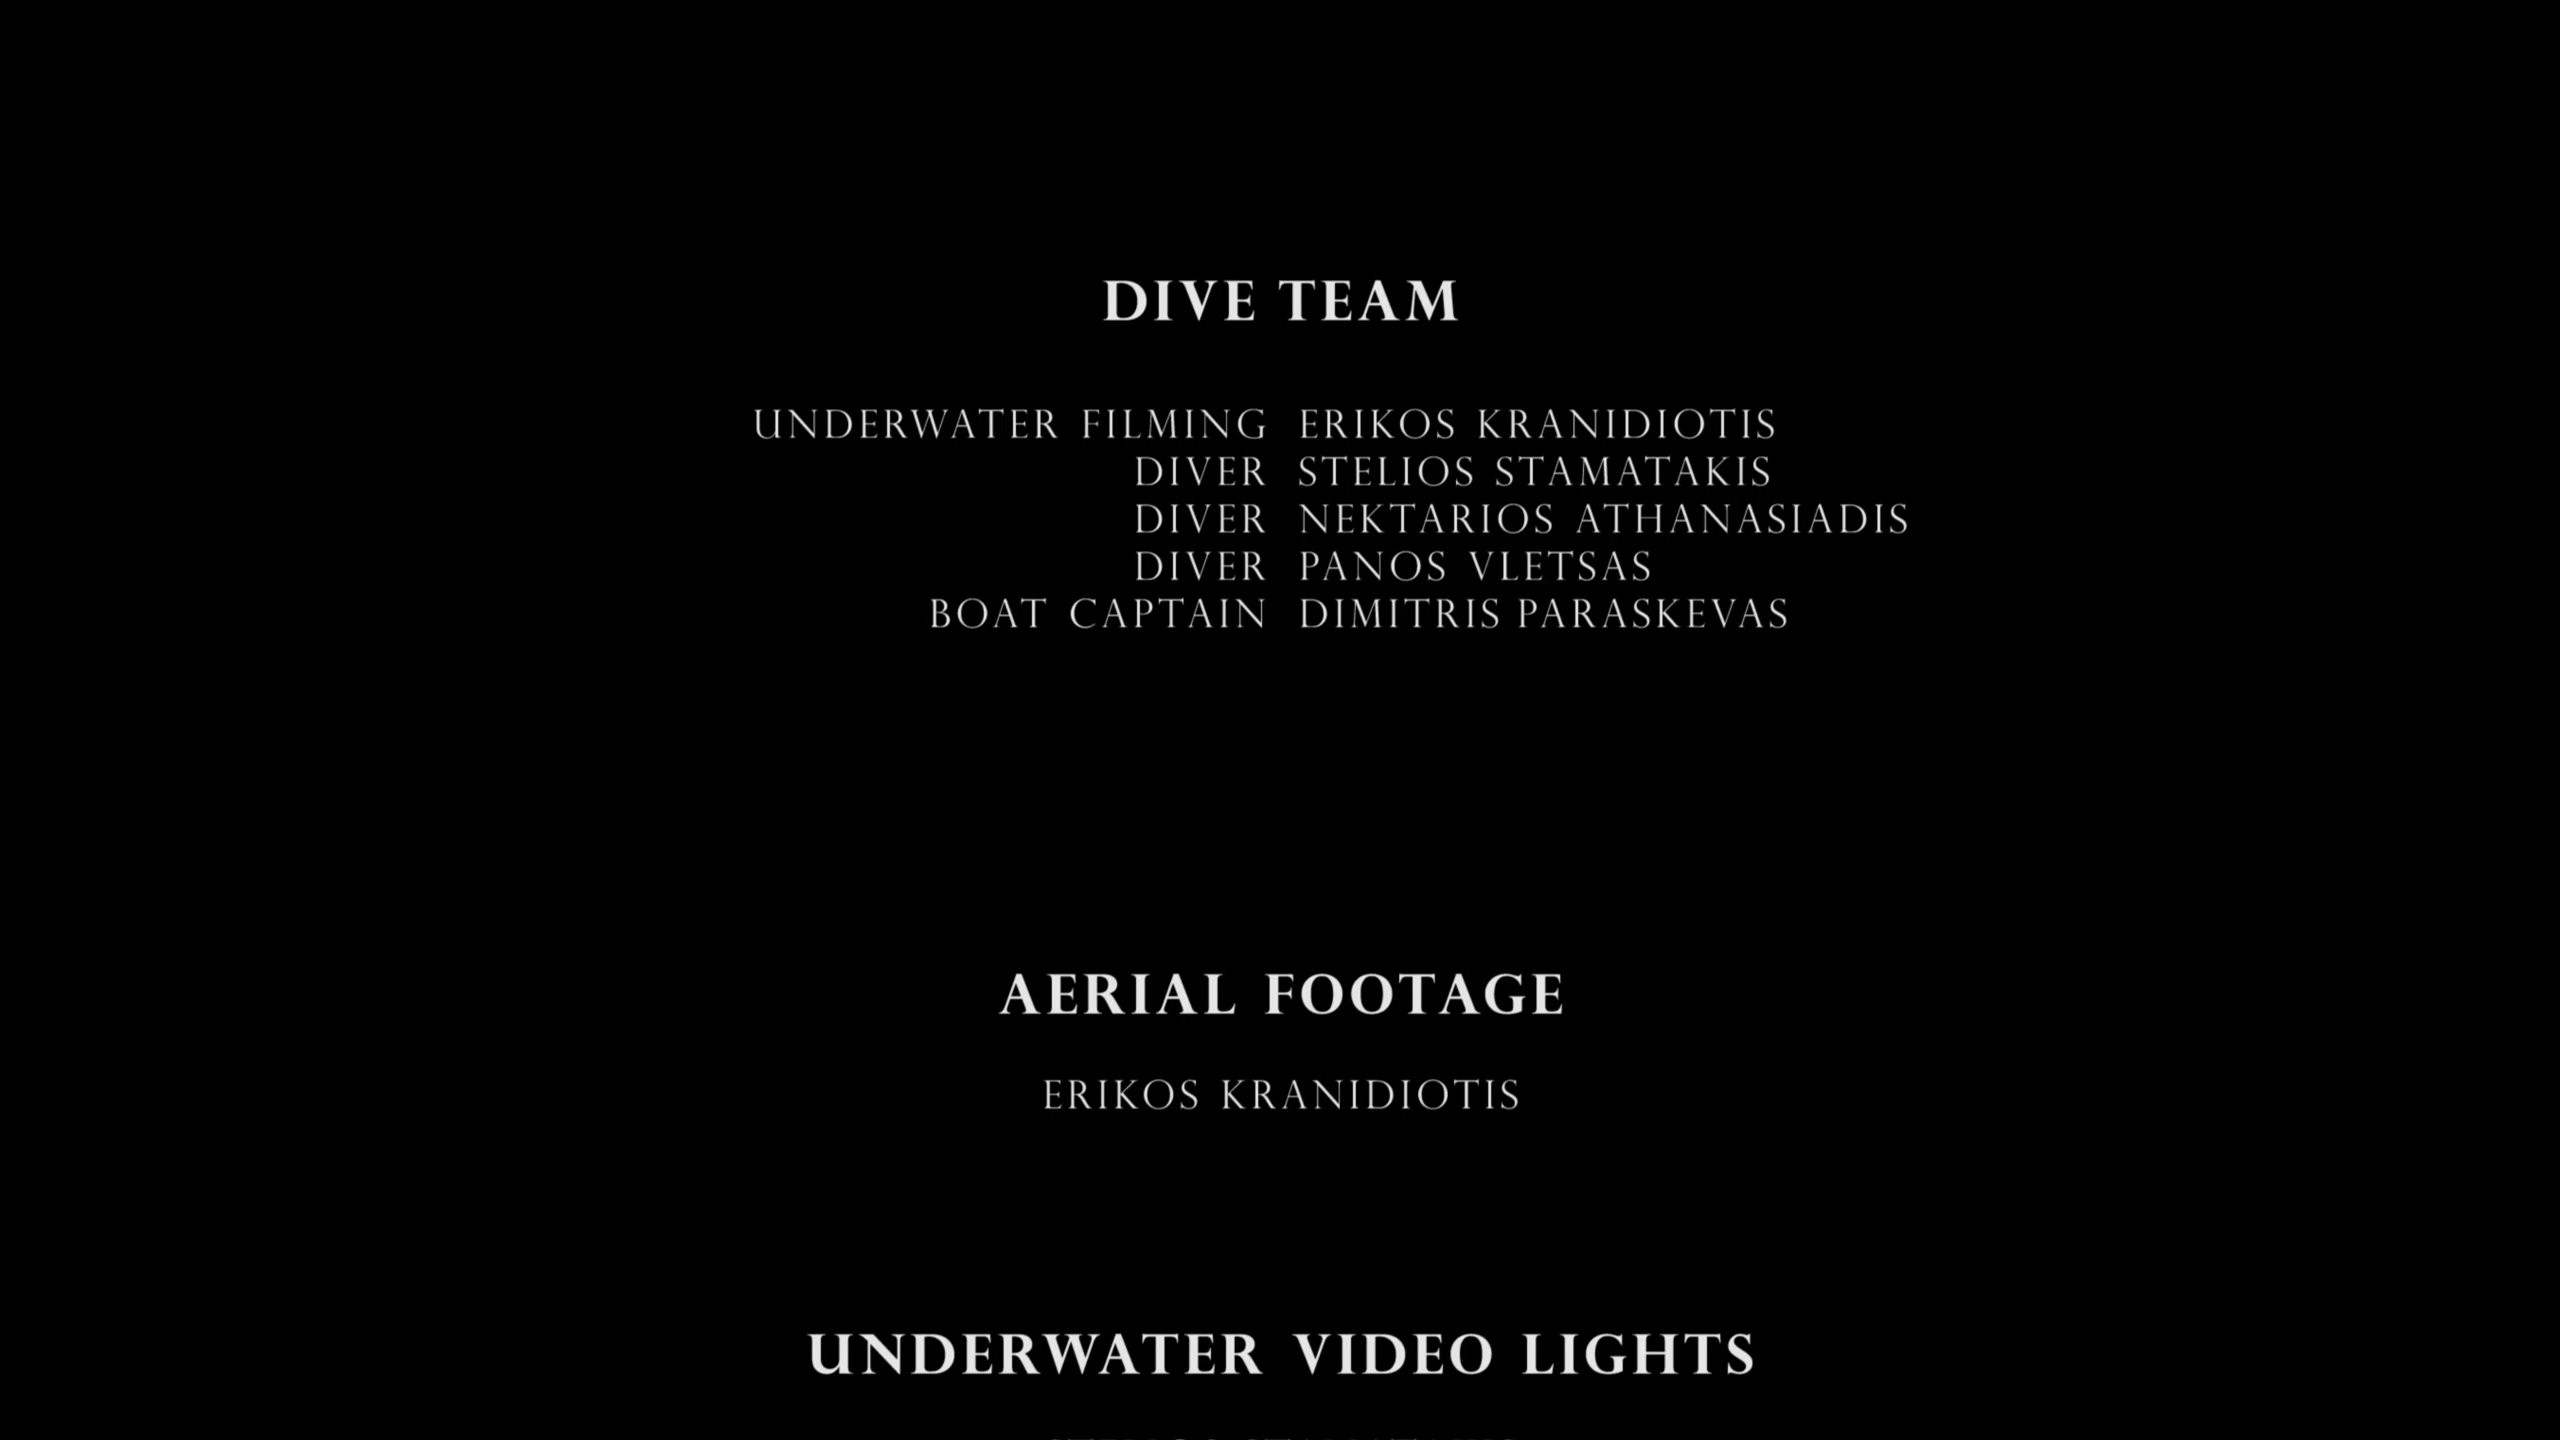 DIVE TEAM
UNDERWATER FILMING ERIKOS KRANIDIOTIS
DIVER STELIOS STAMATAKIS
DIVER NEKTARIOS ATHANASIADIS
DIVER PANOS VLETSAS
BOAT CAPTAIN DIMITRIS PARASKEVAS
AERIAL FOOTAGE
ERIKOS KRANIDIOTIS
UNDERWATER VIDEO LIGHTS